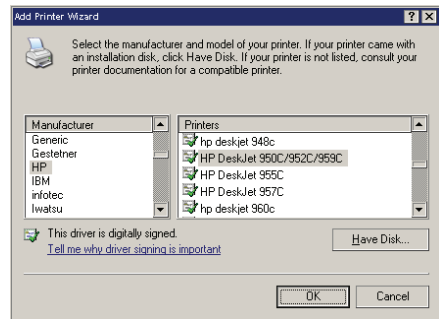 Add Printer Wizard
Select the manufacturer and model of your printer. If your printer came with
an installation disk, click Have Disk. If your printer is not listed, consult your
printer documentation for a compatible printer.
Manufacturer
Generic
Gestetner
HP
IBM
infotec
Iwatsu
Printers
hp deskjet 948c
HP DeskJet 950C/952C/959C
HP DeskJet 955C
HP DeskJet 957C
hp deskjet 960c
This driver is digitally signed.
Tell me why driver signing is important
Have Disk...
OK
Cancel